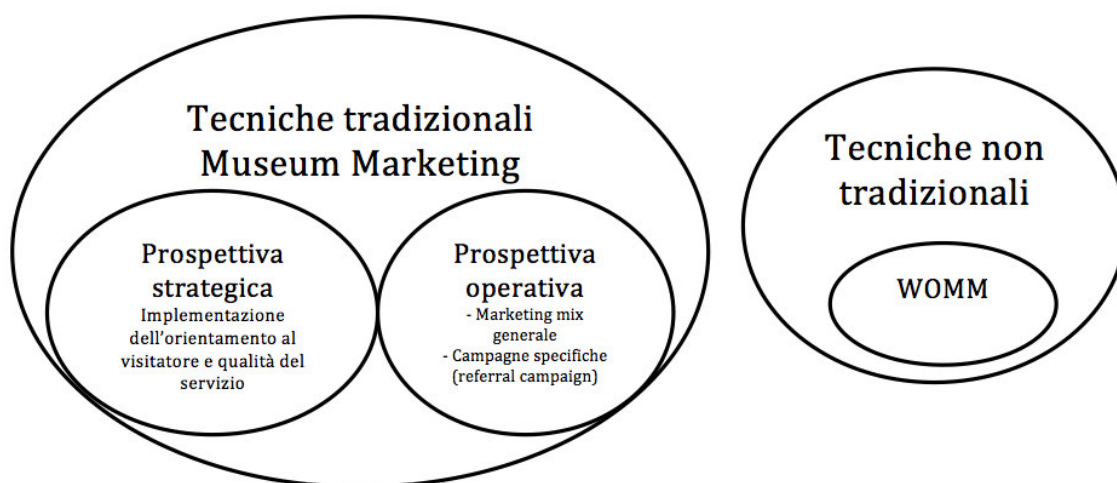 Tecniche tradizionali
Museum Marketing
Prospettiva
strategica
Implementazione
dell'orientamento al
visitatore e qualità del
servizio
Prospettiva
operativa
- Marketing mix
generale
- Campagne specifiche
(referral campaign)
Tecniche non
tradizionali
WOMM